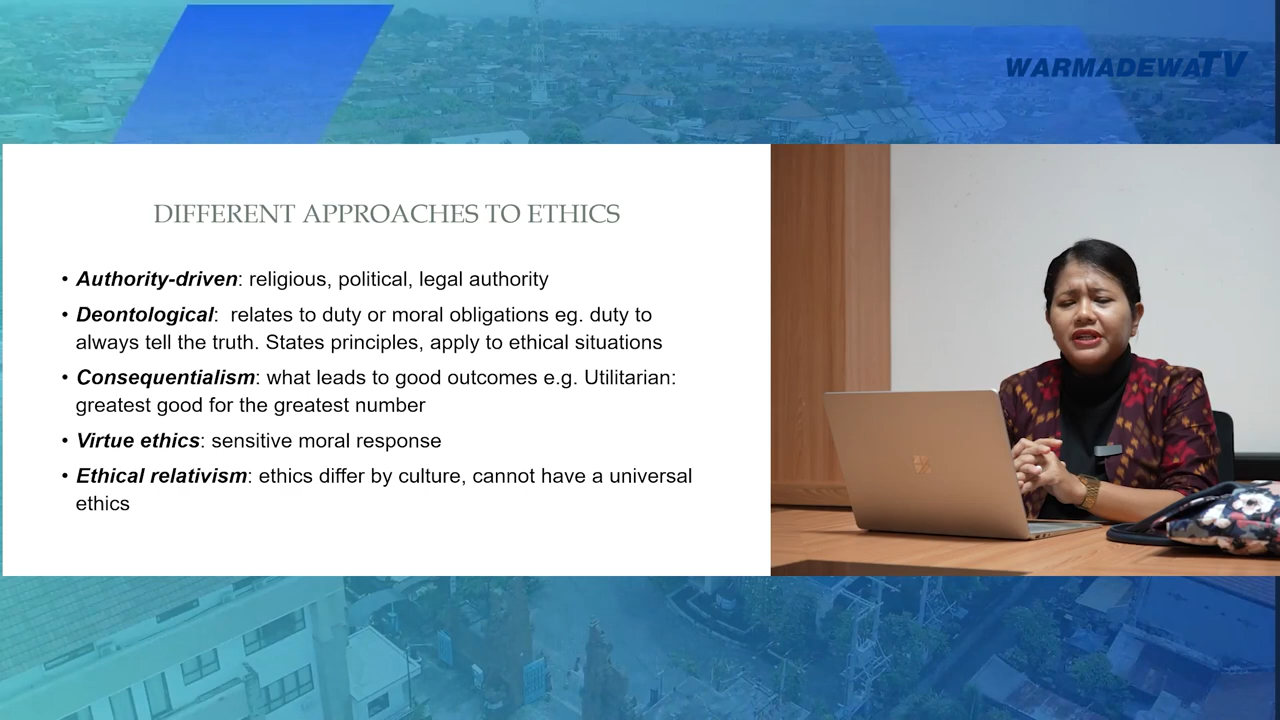 WARMADEWATV
DIFFERENT APPROACHES TO ETHICS
• Authority-driven: religious, political, legal authority
• Deontological:  relates to duty or moral obligations eg. duty to
always tell the truth. States principles, apply to ethical situations
• Consequentialism: what leads to good outcomes e.g. Utilitarian:
greatest good for the greatest number
• Virtue ethics: sensitive moral response
• Ethical relativism: ethics differ by culture, cannot have a universal
ethics